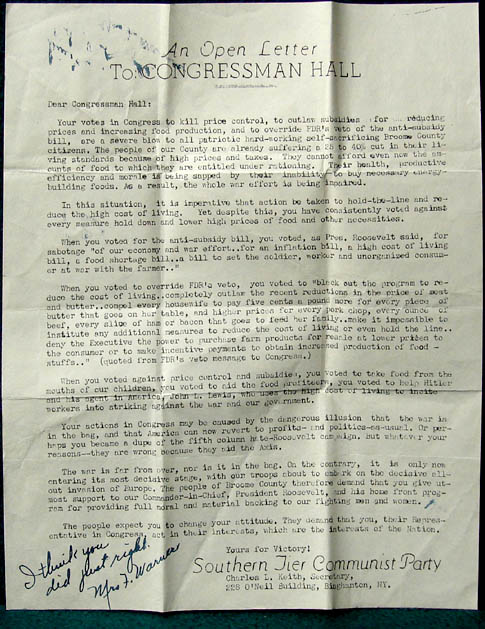 An Open Letter
To: CONGRESSMAN HALL
Dear Congressman Hall:
Your votes in Congress to kill price control, to outlaw subsidies for reducing
prices and increasing food production, and to override FDR's veto of the anti-subsidy
bill, are a severe blow to all patriotic hard-working self-sacrificing Broome County
citizens. The people of our County are already suffering a 25 to 40% cut in their li-
ving standards because of high prices and taxes. They cannot afford even now the am-
ounts of food to which they are entitled under rationing. Their health, productive
efficiency and morale is being sapped by their inability to buy necessary energy-
building foods. As a result, the whole war effort is being impaired.
In this situation, it is imperative that action be taken to hold-the-line and re-
duce the high cost of living. Yet despite this, you have consistently voted against
every measure hold down and lower high prices of food and other necessities.
When you voted for the anti-subsidy bill, you voted, as Pres. Roosevelt said, for
sabotage "of our economy and war aims...for an inflation bill, a high cost of living
bill, a food shortage bill..a bill to set the soldier, worker and unorganized consum-
er at war with the farmer.."
When you voted to override FDR's veto, you voted to "black out the program to re-
duce the cost of living..completely outlaw the recent reductions in the price of meat
and butter..compel every housewife to pay five cents a pound more for every piece of
butter that goes on her table, and higher prices for every pork chop, every ounce of
beef, every slice of ham or bacon that goes to feed her family..make it impossible to
institute any additional measures to reduce the cost of living or even hold the line..
deny the Executive the power to purchase farm products for resale at lower prices to
the consumer or to make incentive payments to obtain increased production of food -
stuffs.." (quoted from FDR's veto message to Congress.)
When you voted against price control and subsidies, you voted to take food from the
mouths of our children, you voted to aid the food profiteers, you voted to help Hitler
and his agent in America, John L. Lewis, who uses the high cost of living to incite
workers into striking against the war and our government.
Your actions in Congress may be caused by the dangerous illusion that the war is
in the bag, and that America can now revert to profits- and politics-as-usual. Or per-
haps you became a dupe of the fifth column hate-Roosevelt campaign. But whatever your
reasons--they are wrong because they aid the Axis.
The war is far from over, nor is it in the bag. On the contrary, it is only now
entering its most decisive stage, with our troops about to embark on the decisive all-
out invasion of Europe. The people of Broome County therefore demand that you give ut-
most support to our Commander-in-Chief, President Roosevelt, and his home front prog-
ram for providing full moral and material backing to our fighting men and women.
The people expect you to change your attitude. They demand that you, their Repres-
entative in Congress act in their interests, which are the interests of the Nation.
Yours for Victory!
Southern Tier Communist Party
Charles L. Keith, Secretary,
226 O'Neil Building, Binghamton, NY.
I think you
did just right.
Mrs F. Warner